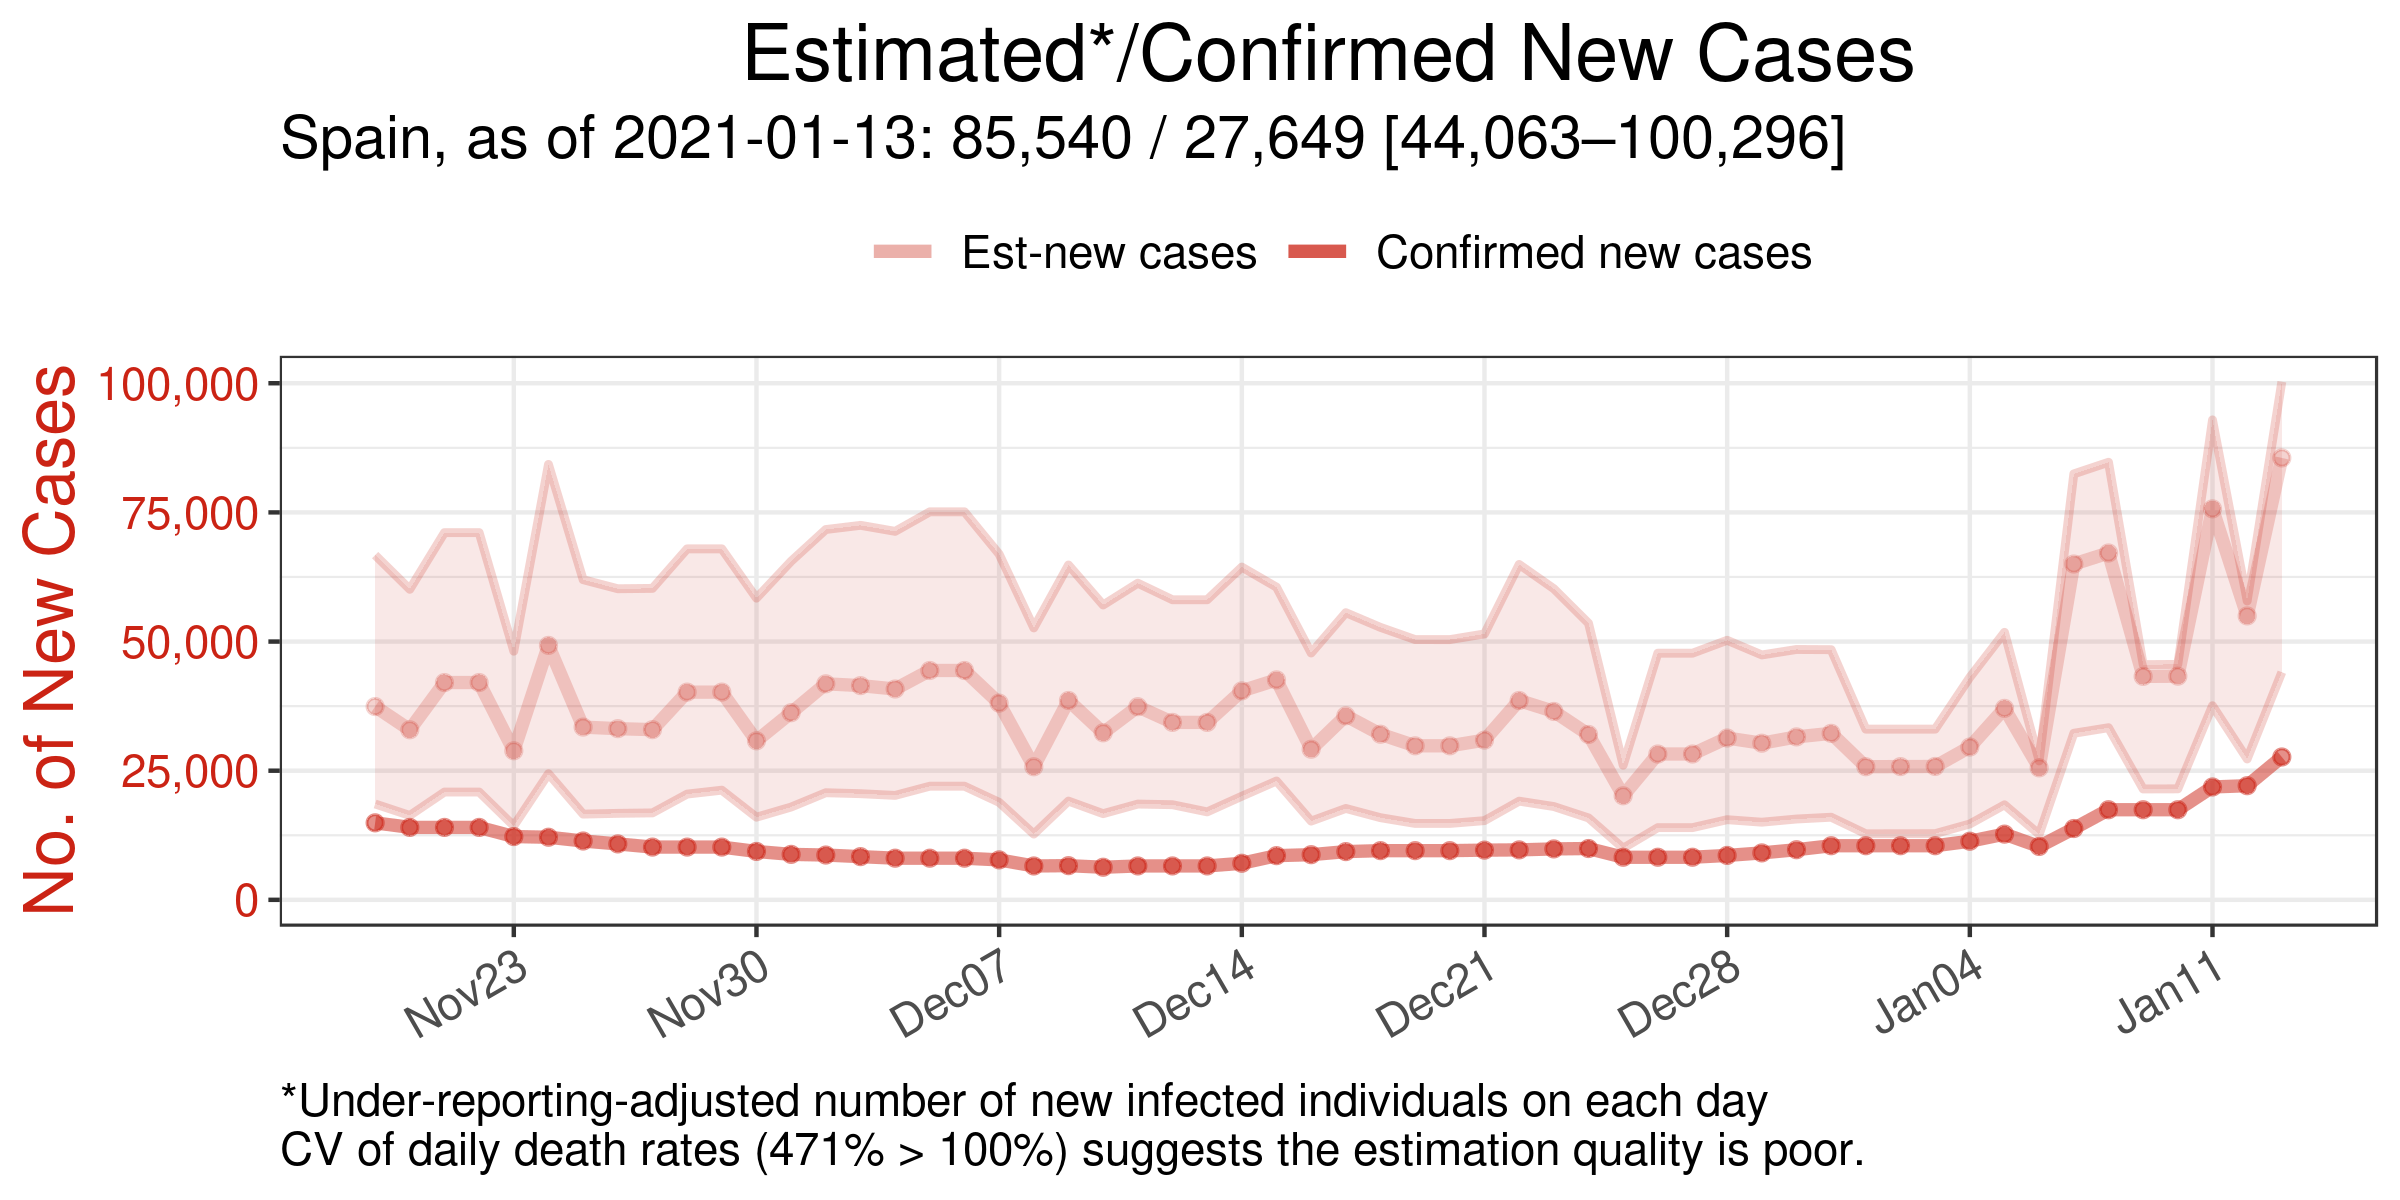 Estimated*/Confirmed New Cases
Spain, as of 2021-01-13: 85,540 / 27,649 [44,063–100,296]
Est-new cases
Confirmed new cases
No. of New Cases
100,000
75,000
50,000
25,000
0
Nov23
Nov30
Dec07
Dec14
Dec21
Dec28
Jan04
Jan11
*Under-reporting-adjusted number of new infected individuals on each day
CV of daily death rates (471% > 100%) suggests the estimation quality is poor.